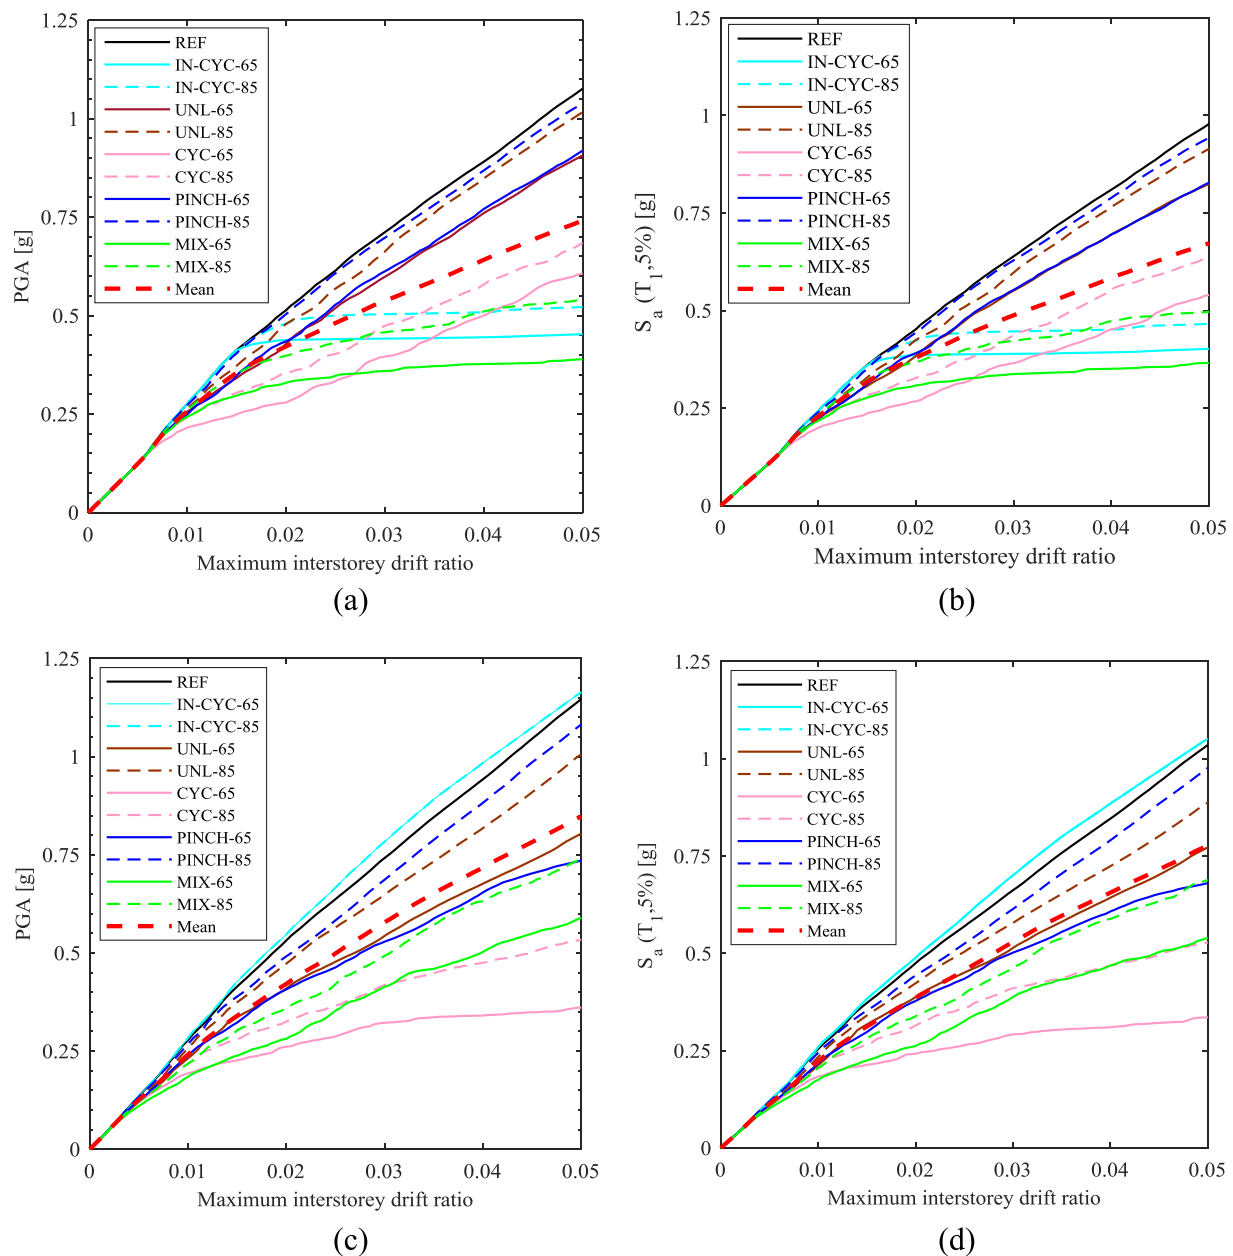 1.25
1
0.75
0.5
0.25
0
PGA [g]
REF
IN-CYC-65
IN-CYC-85
UNL-65
UNL-85
CYC-65
CYC-85
PINCH-65
PINCH-85
MIX-65
MIX-85
Mean
0 0.01 0.02 0.03 0.04 0.05
Maximum interstorey drift ratio
(a)
1.25
1
0.75
0.5
0.25
0
Sa (T1,5%) [g]
REF
IN-CYC-65
IN-CYC-85
UNL-65
UNL-85
CYC-65
CYC-85
PINCH-65
PINCH-85
MIX-65
MIX-85
Mean
0 0.01 0.02 0.03 0.04 0.05
Maximum interstorey drift ratio
(b)
1.25
1
0.75
0.5
0.25
0
PGA [g]
REF
IN-CYC-65
IN-CYC-85
UNL-65
UNL-85
CYC-65
CYC-85
PINCH-65
PINCH-85
MIX-65
MIX-85
Mean
0 0.01 0.02 0.03 0.04 0.05
Maximum interstorey drift ratio
(c)
1.25
1
0.75
0.5
0.25
0
Sa (T1,5%) [g]
REF
IN-CYC-65
IN-CYC-85
UNL-65
UNL-85
CYC-65
CYC-85
PINCH-65
PINCH-85
MIX-65
MIX-85
Mean
0 0.01 0.02 0.03 0.04 0.05
Maximum interstorey drift ratio
(d)